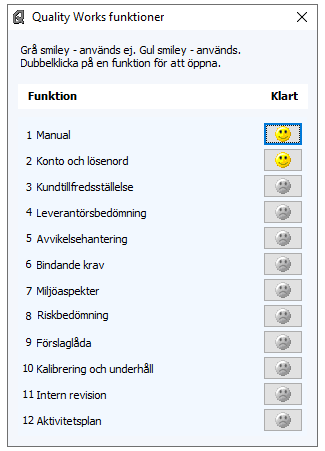 Quality Works funktioner
Grå smiley - används ej. Gul smiley - används.
Dubbelklicka på en funktion för att öppna.
Funktion Klart
1 Manual
2 Konto och lösenord
3 Kundtillfredsställelse
4 Leverantörsbedömning
5 Avvikelsehantering
6 Bindande krav
7 Miljöaspekter
8 Riskbedömning
9 Förslaglåda
10 Kalibrering och underhåll
11 Intern revision
12 Aktivitetsplan